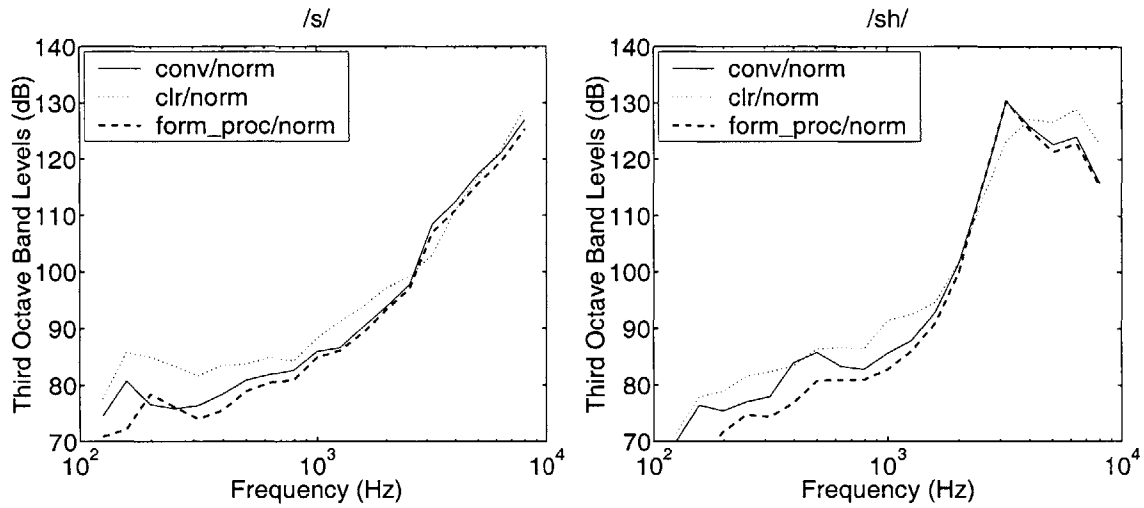 /s/
140
130
120
110
100
90
80
70
Third Octave Band Levels (dB)
conv/norm
clr/norm
form_proc/norm
10^2
10^3
10^4
Frequency (Hz)
/sh/
140
130
120
110
100
90
80
70
Third Octave Band Levels (dB)
conv/norm
clr/norm
form_proc/norm
10^2
10^3
10^4
Frequency (Hz)